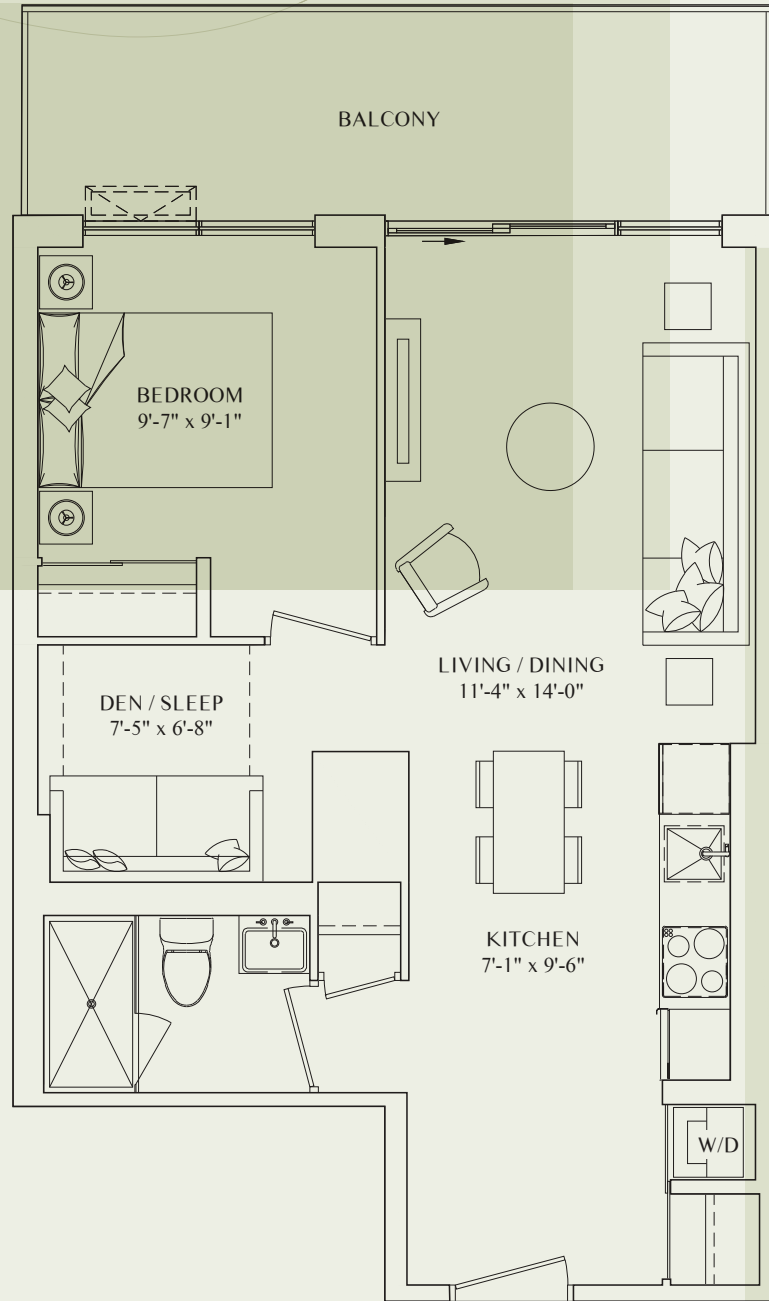 BALCONY
BEDROOM
9'-7" x 9'-1"
LIVING / DINING
11'-4" x 14'-0"
DEN / SLEEP
7'-5" x 6'-8"
KITCHEN
7'-1" x 9'-6"
W/D